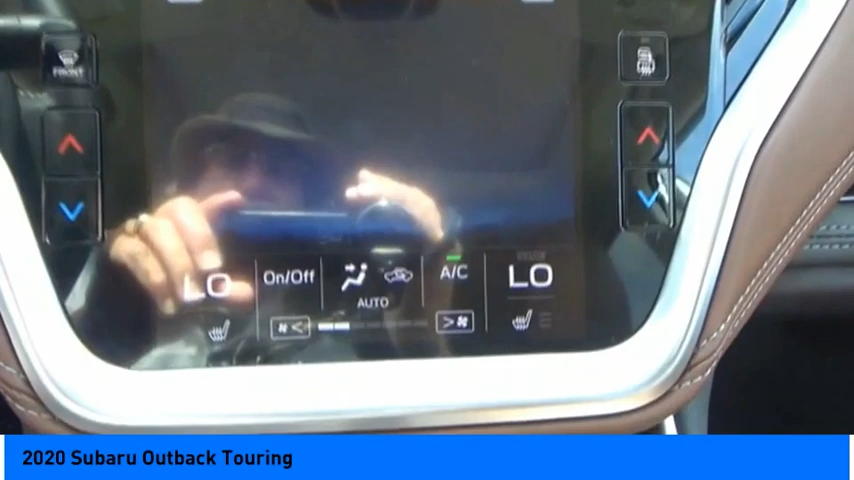 FRONT
LO On/Off A/C LO
AUTO
2020 Subaru Outback Touring